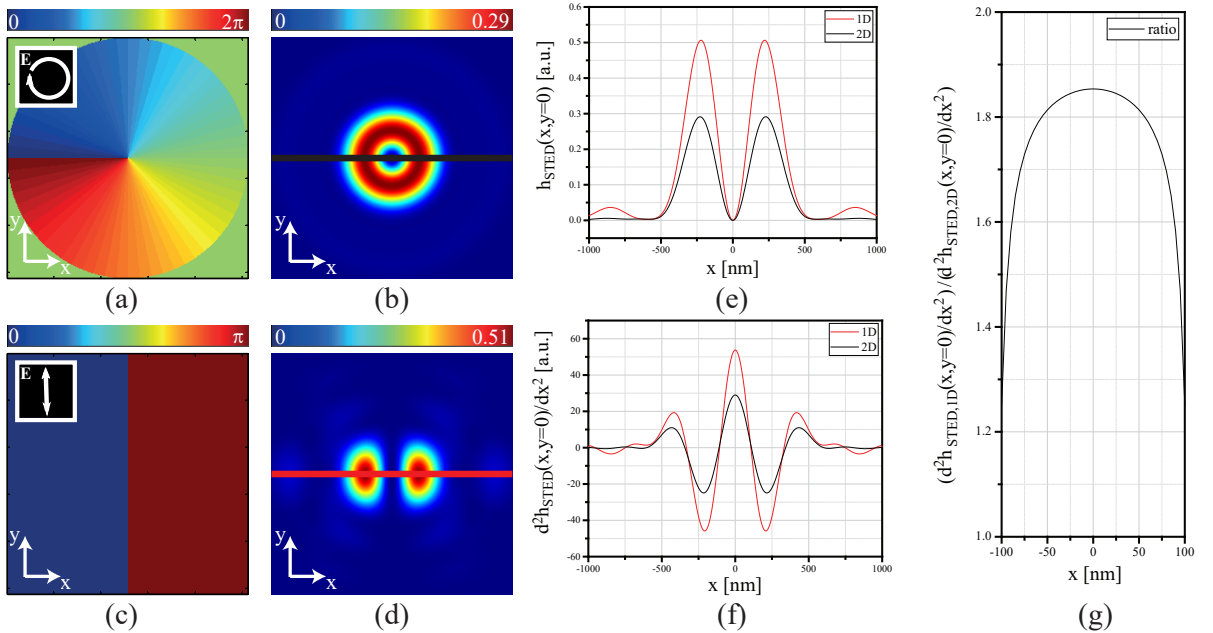 0 2π
E
y
x
(a)
0 0.29
y
x
(b)
1D
2D
0.6
0.5
0.4
0.3
0.2
0.1
0.0
h_STED(x,y=0) [a.u.]
-1000 -500 0 500 1000
x [nm]
(e)
0 π
E
y
x
(c)
0 0.51
y
x
(d)
1D
2D
60
40
20
0
-20
-40
-60
d²h_STED(x,y=0)/dx² [a.u.]
-1000 -500 0 500 1000
x [nm]
(f)
ratio
2.0
1.8
1.6
1.4
1.2
1.0
(d²h_STED,1D(x,y=0)/dx²)/(d²h_STED,2D(x,y=0)/dx²)
-100 -50 0 50 100
x [nm]
(g)